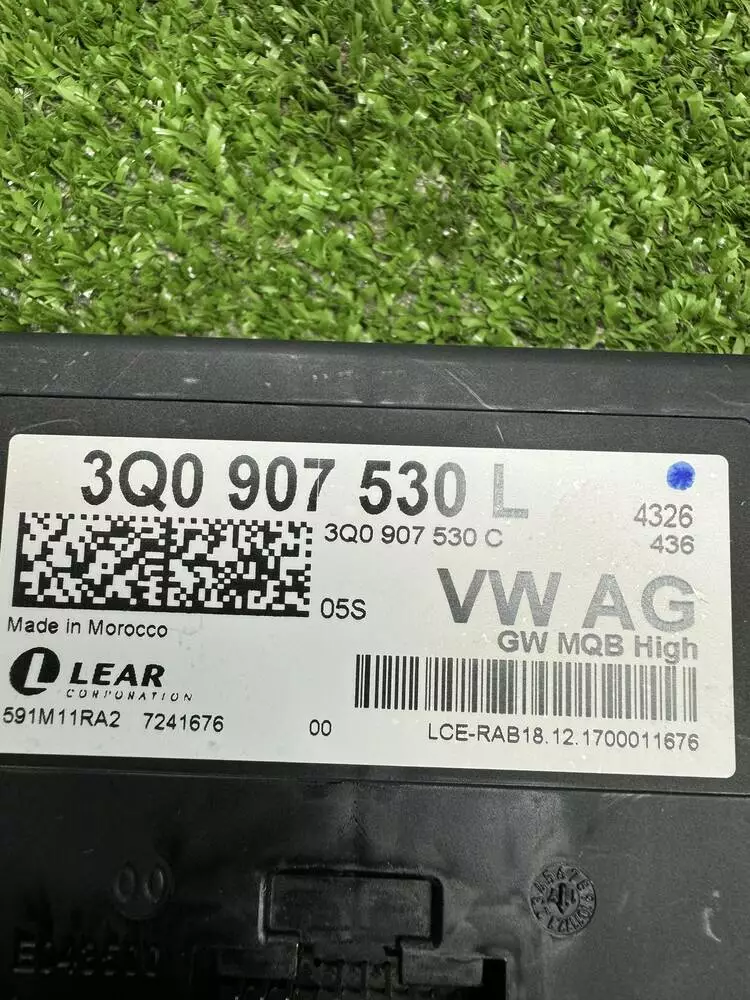 3Q0 907 530 L
3Q0 907 530 C
4326
436
05S
VW AG
GW MQB High
Made in Morocco
LEAR
CORPORATION
591M11RA2 7241676 00
LCE-RAB18.12.1700011676
00